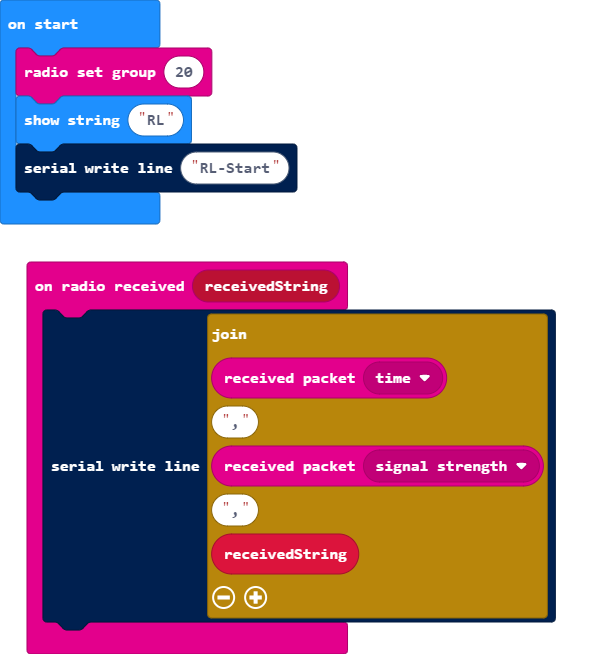 on start
radio set group 20
show string "RL"
serial write line "RL-Start"
on radio received receivedString
join
received packet time
","
serial write line received packet signal strength
","
receivedString